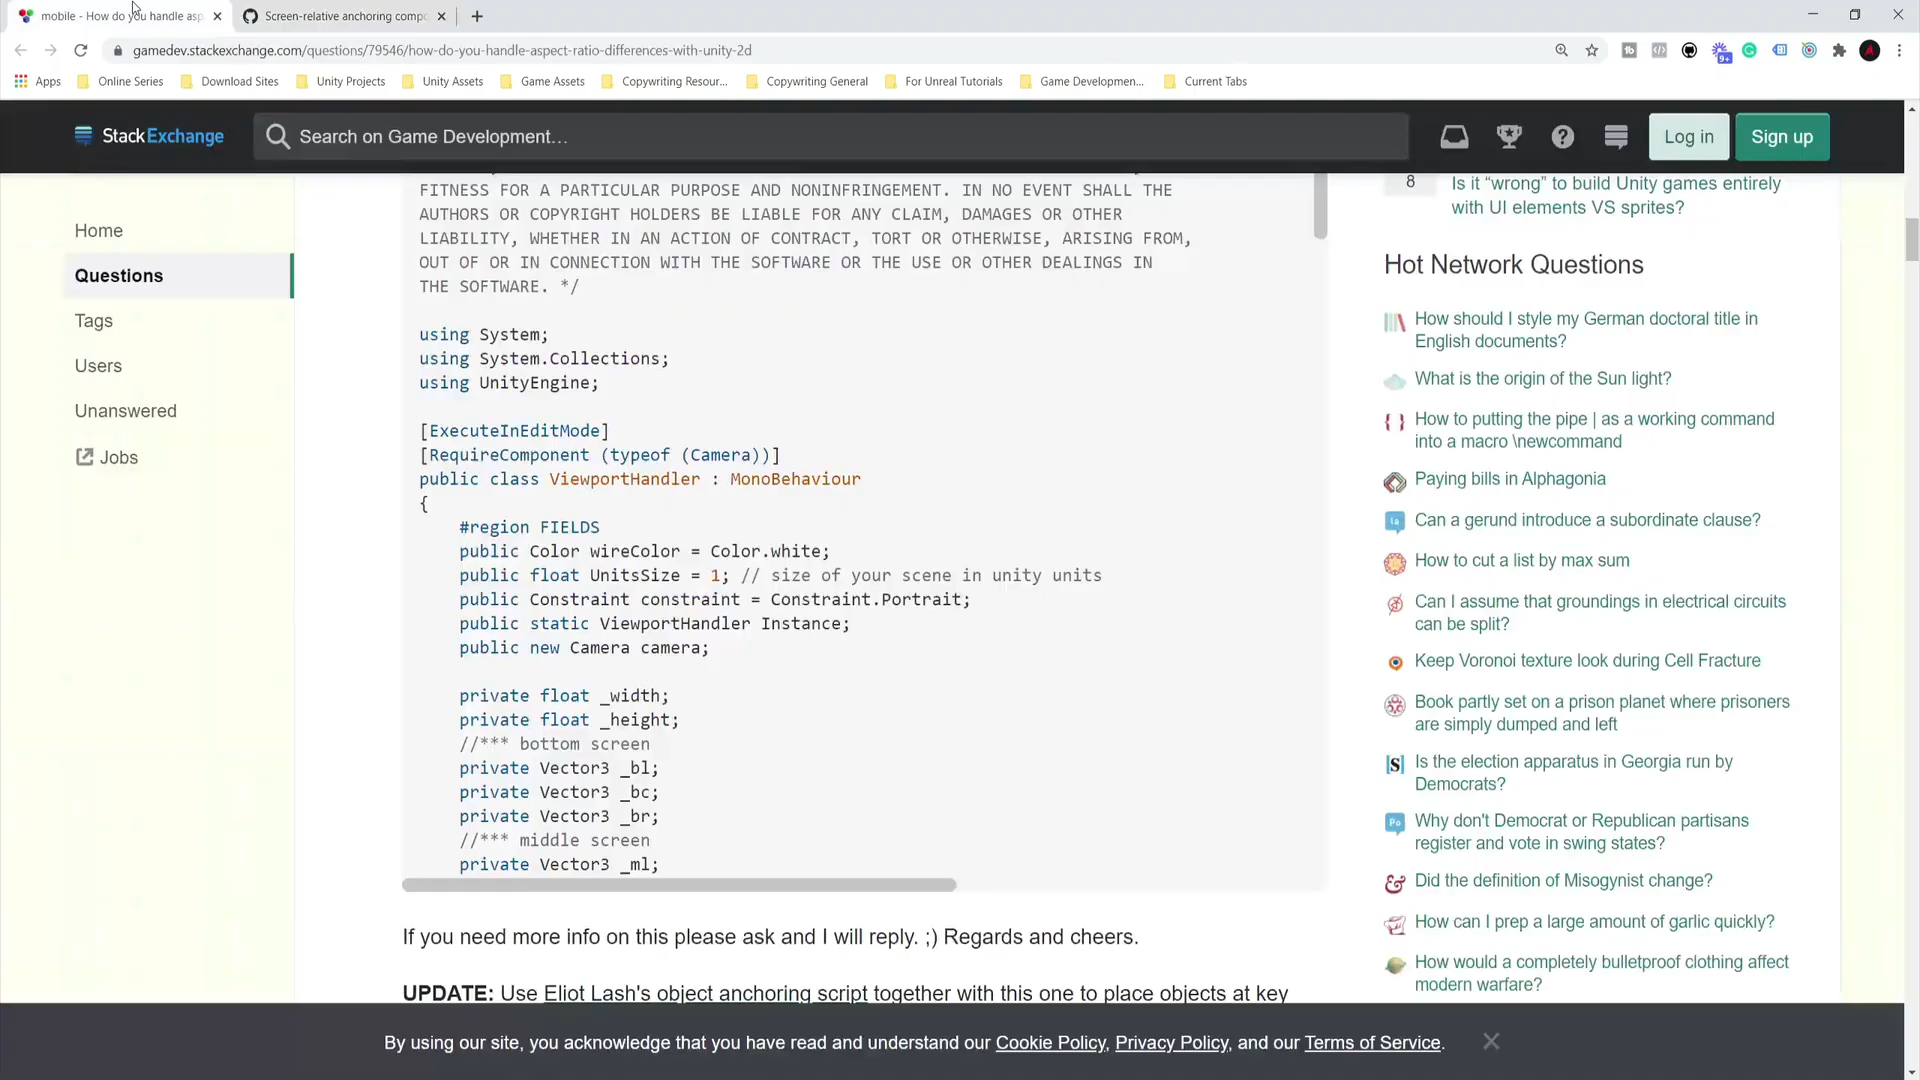 mobile - How do you handle asp
Screen-relative anchoring compo
gamedev.stackexchange.com/questions/79546/how-do-you-handle-aspect-ratio-differences-with-unity-2d
9+
Apps
Online Series
Download Sites
Unity Projects
Unity Assets
Game Assets
Copywriting Resour...
Copywriting General
For Unreal Tutorials
Game Developmen...
Current Tabs
StackExchange
Search on Game Development…
Log in
Sign up
Home
Questions
Tags
Users
Unanswered
Jobs
FITNESS FOR A PARTICULAR PURPOSE AND NONINFRINGEMENT. IN NO EVENT SHALL THE
AUTHORS OR COPYRIGHT HOLDERS BE LIABLE FOR ANY CLAIM, DAMAGES OR OTHER
LIABILITY, WHETHER IN AN ACTION OF CONTRACT, TORT OR OTHERWISE, ARISING FROM,
OUT OF OR IN CONNECTION WITH THE SOFTWARE OR THE USE OR OTHER DEALINGS IN
THE SOFTWARE. */
using System;
using System.Collections;
using UnityEngine;
[ExecuteInEditMode]
[RequireComponent (typeof (Camera))]
public class ViewportHandler : MonoBehaviour
{
#region FIELDS
public Color wireColor = Color.white;
public float UnitsSize = 1; // size of your scene in unity units
public Constraint constraint = Constraint.Portrait;
public static ViewportHandler Instance;
public new Camera camera;
private float _width;
private float _height;
//*** bottom screen
private Vector3 _bl;
private Vector3 _bc;
private Vector3 _br;
//*** middle screen
private Vector3 _ml;
If you need more info on this please ask and I will reply. ;) Regards and cheers.
UPDATE: Use Eliot Lash's object anchoring script together with this one to place objects at key
8
Is it “wrong” to build Unity games entirely
with UI elements VS sprites?
Hot Network Questions
How should I style my German doctoral title in
English documents?
What is the origin of the Sun light?
How to putting the pipe | as a working command
into a macro \newcommand
Paying bills in Alphagonia
Can a gerund introduce a subordinate clause?
How to cut a list by max sum
Can I assume that groundings in electrical circuits
can be split?
Keep Voronoi texture look during Cell Fracture
Book partly set on a prison planet where prisoners
are simply dumped and left
Is the election apparatus in Georgia run by
Democrats?
Why don't Democrat or Republican partisans
register and vote in swing states?
Did the definition of Misogynist change?
How can I prep a large amount of garlic quickly?
How would a completely bulletproof clothing affect
modern warfare?
By using our site, you acknowledge that you have read and understand our Cookie Policy, Privacy Policy, and our Terms of Service.